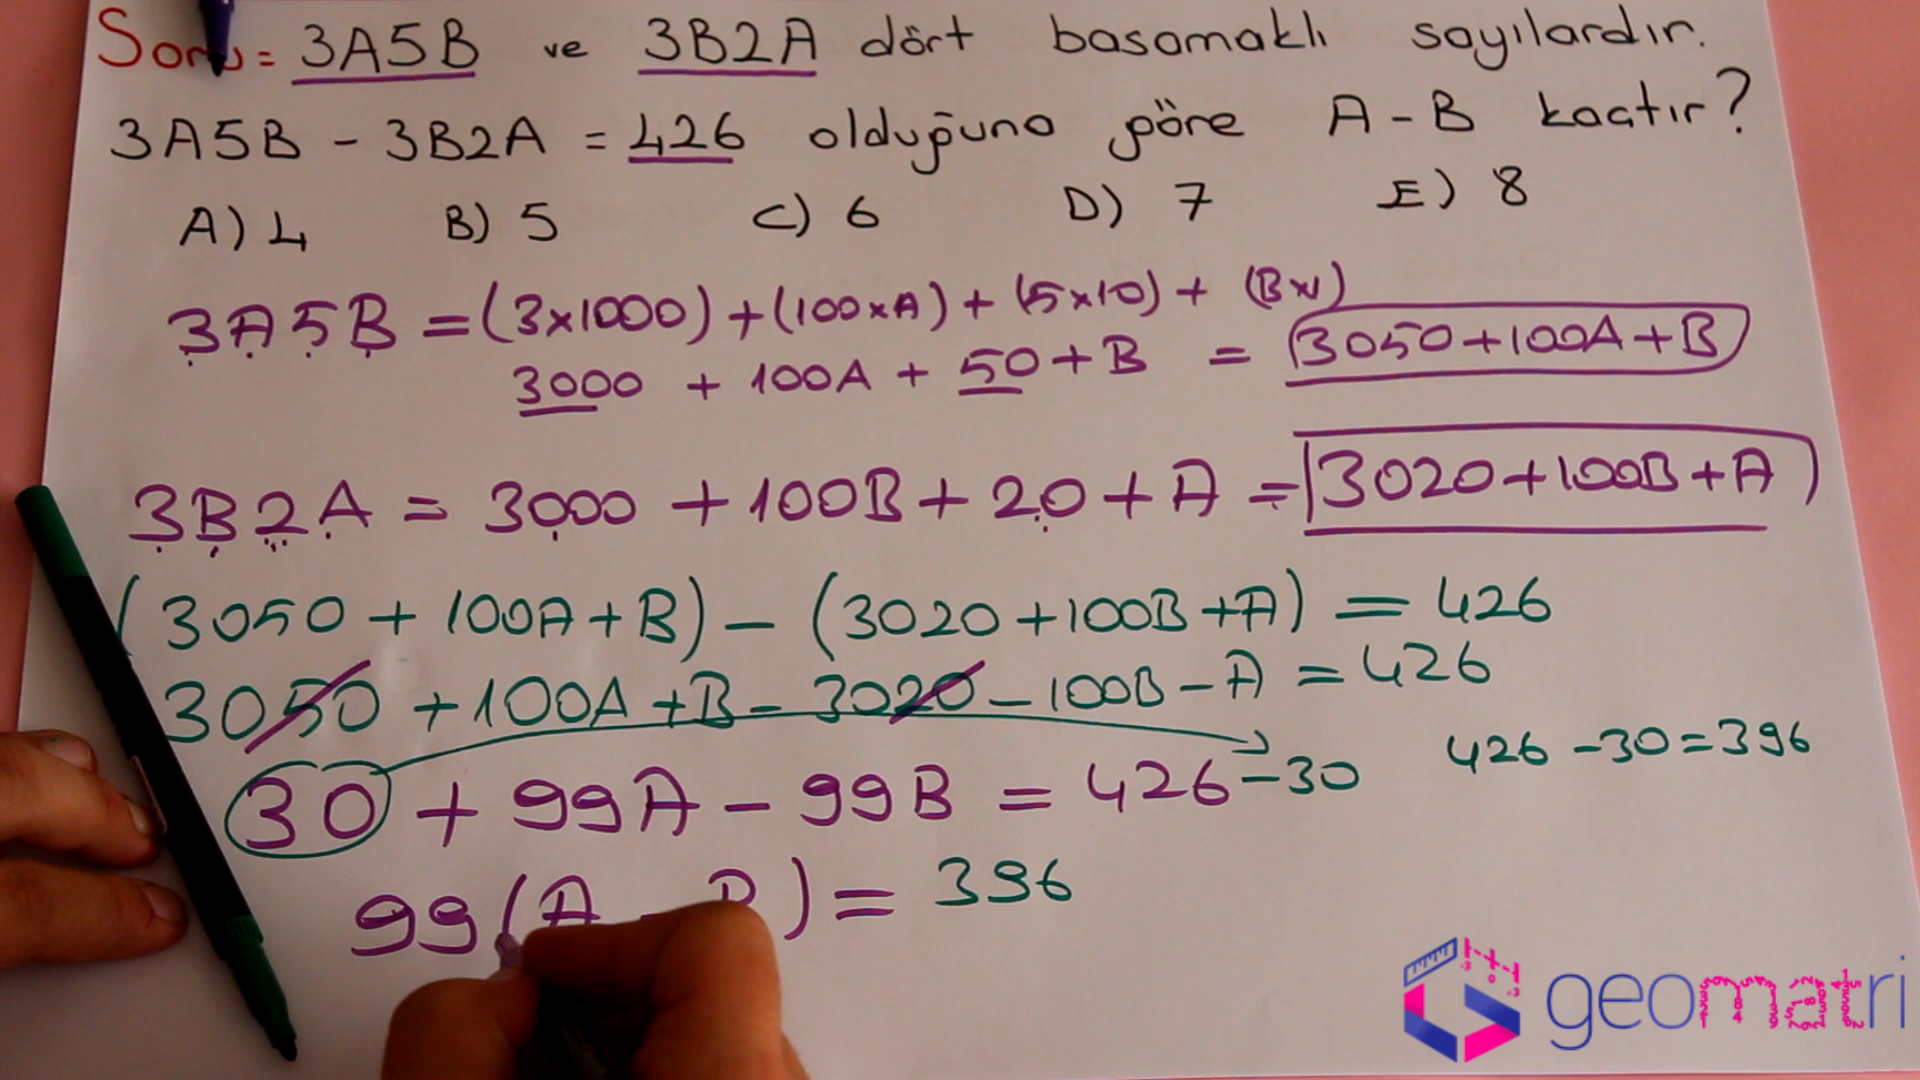 Soru= 3A5B ve 3B2A dört basamaklı sayılardır.
3A5B - 3B2A = 426 olduğuna göre A-B kaçtır?
A) 4 B) 5 C) 6 D) 7 E) 8
3A5B = (3x1000) + (100xA) + (5x10) + (Bx1)
3000 + 100A + 50 + B = 3050+100A+B
3B2A = 3000 + 100B + 20 + A = 3020+100B+A
(3050 + 100A + B) - (3020 + 100B + A) = 426
3050 + 100A + B - 3020 - 100B - A = 426
30 + 99A - 99B = 426 - 30
426 - 30 = 396
99(A - B) = 396
geomatri